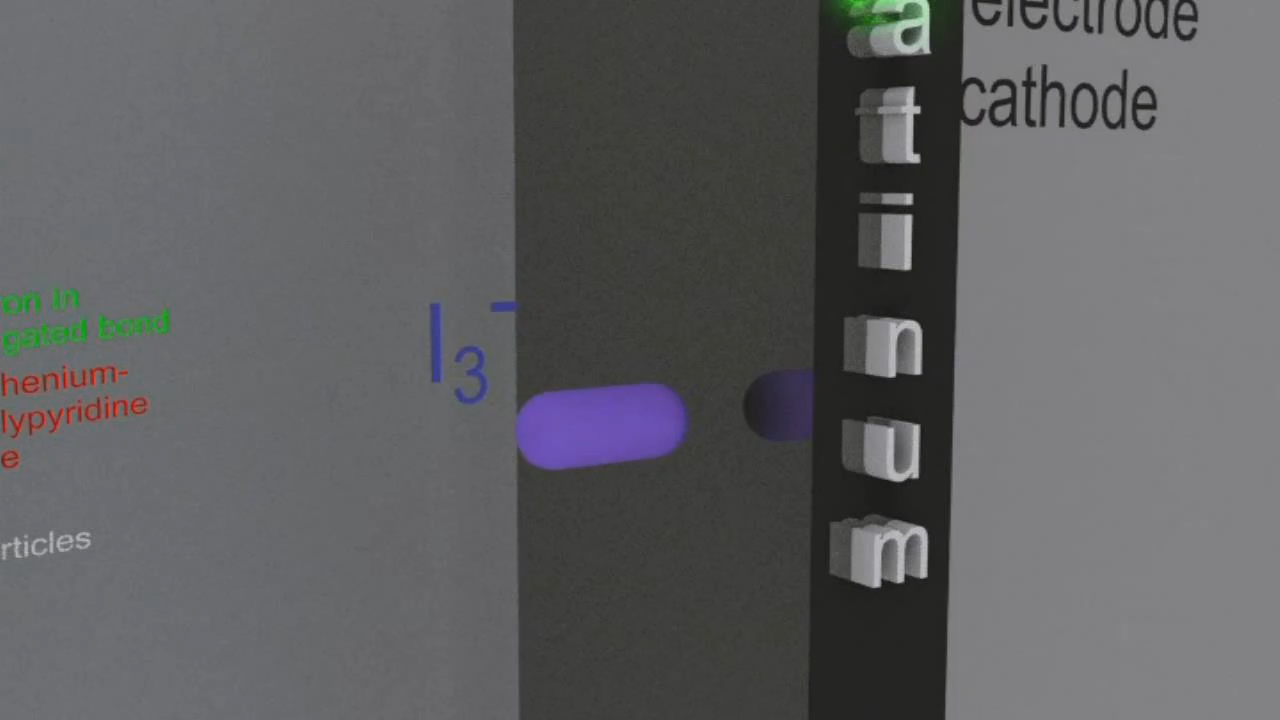 electrode
cathode
a
t
i
n
u
m
on in
gated bond
henium-
lypyridine
e
rticles
I3-